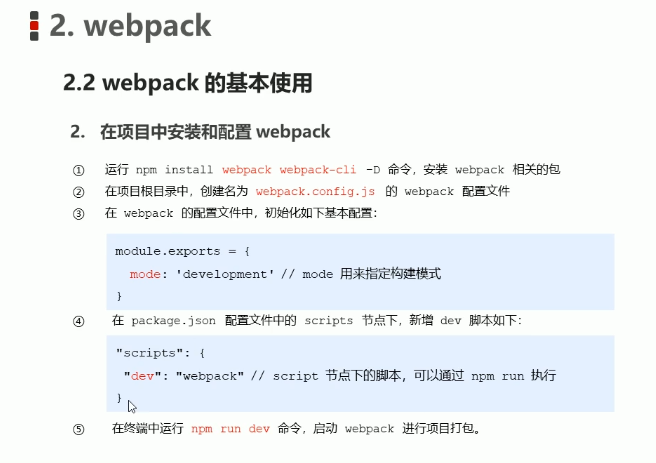 2. webpack
2.2 webpack 的基本使用
2. 在项目中安装和配置 webpack
① 运行 npm install webpack webpack-cli -D 命令，安装 webpack 相关的包
② 在项目根目录中，创建名为 webpack.config.js 的 webpack 配置文件
③ 在 webpack 的配置文件中，初始化如下基本配置：
module.exports = {
mode: 'development' // mode 用来指定构建模式
}
④ 在 package.json 配置文件中的 scripts 节点下，新增 dev 脚本如下：
"scripts": {
"dev": "webpack" // script 节点下的脚本，可以通过 npm run 执行
}
⑤ 在终端中运行 npm run dev 命令，启动 webpack 进行项目打包。